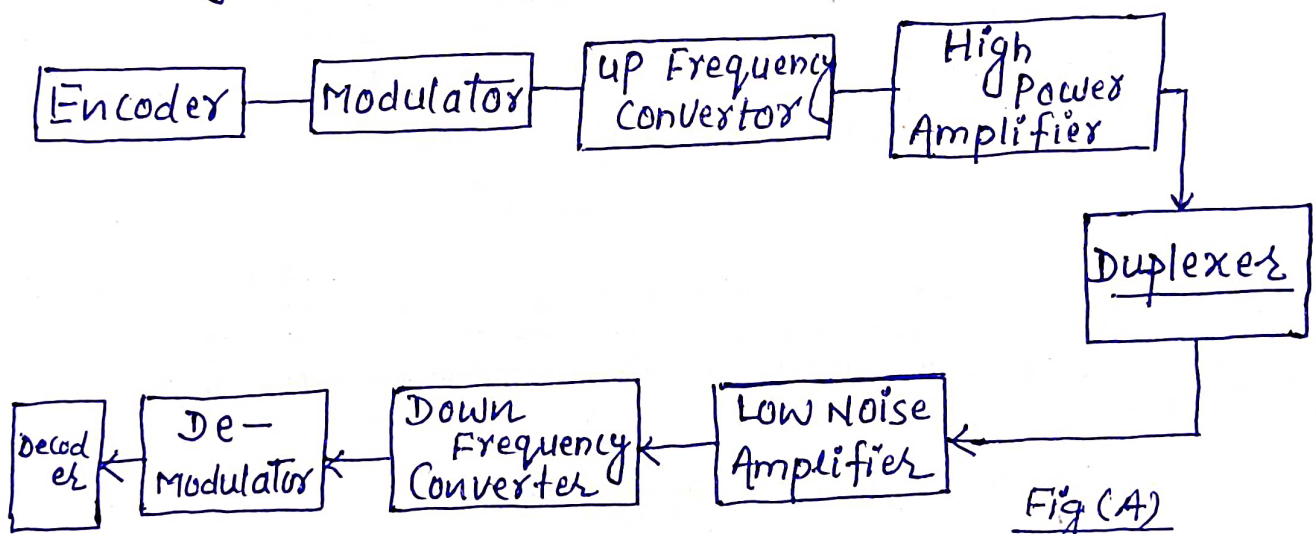 Encoder
Modulator
up Frequency
Convertor
High
Power
Amplifier
Duplexer
Low Noise
Amplifier
Down
Frequency
Converter
De-
Modulator
Decod
er
Fig (A)